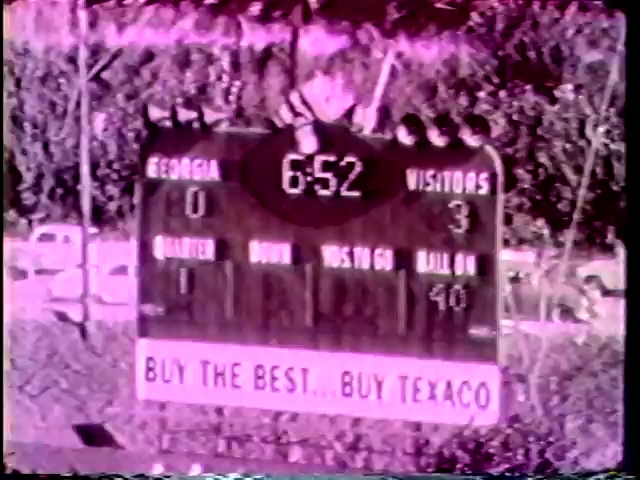 6:52
GEORGIA VISITORS
0 3
QUARTER DOWN YDS TO GO BALL ON
1 40
BUY THE BEST...BUY TEXACO